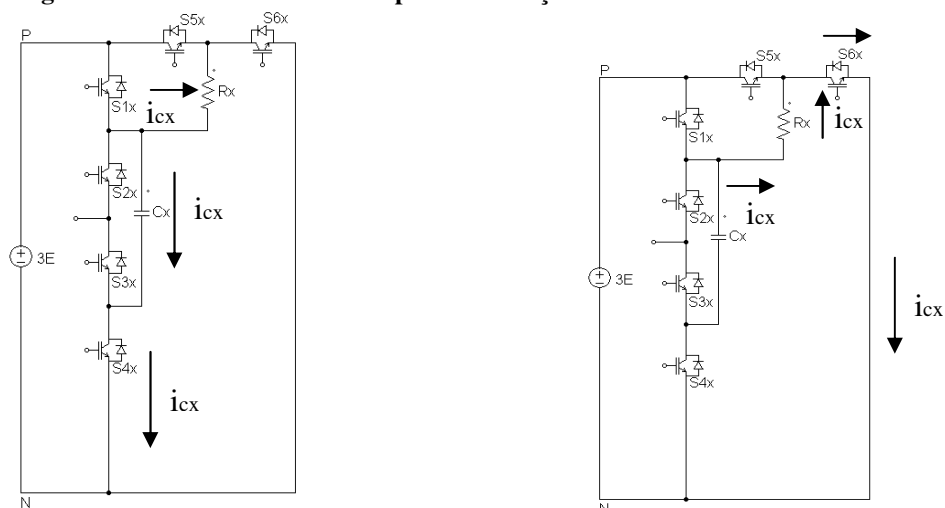 S5x
S6x
P
S1x
Rx
icx
S2x
Cx
icx
3E
S3x
S4x
icx
N
S5x
S6x
P
S1x
Rx
icx
S2x
icx
Cx
3E
S3x
icx
S4x
N